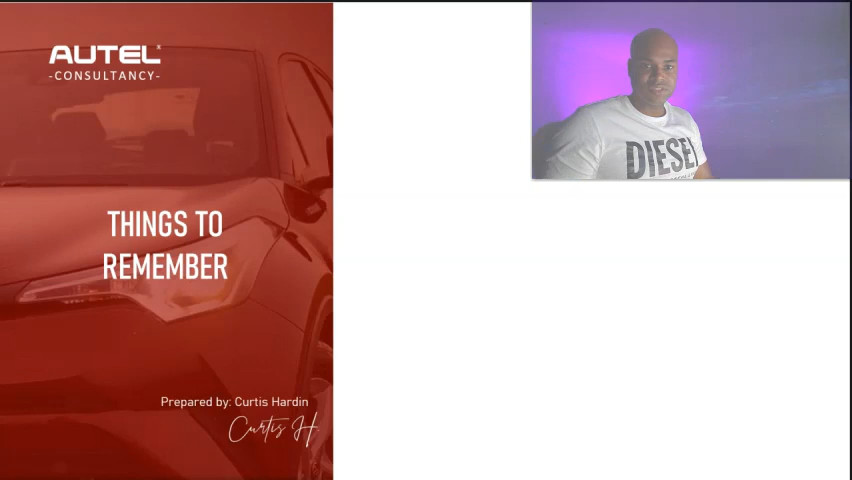 AUTEL
-CONSULTANCY-
THINGS TO
REMEMBER
Prepared by: Curtis Hardin
Curtis H.
DIESEL